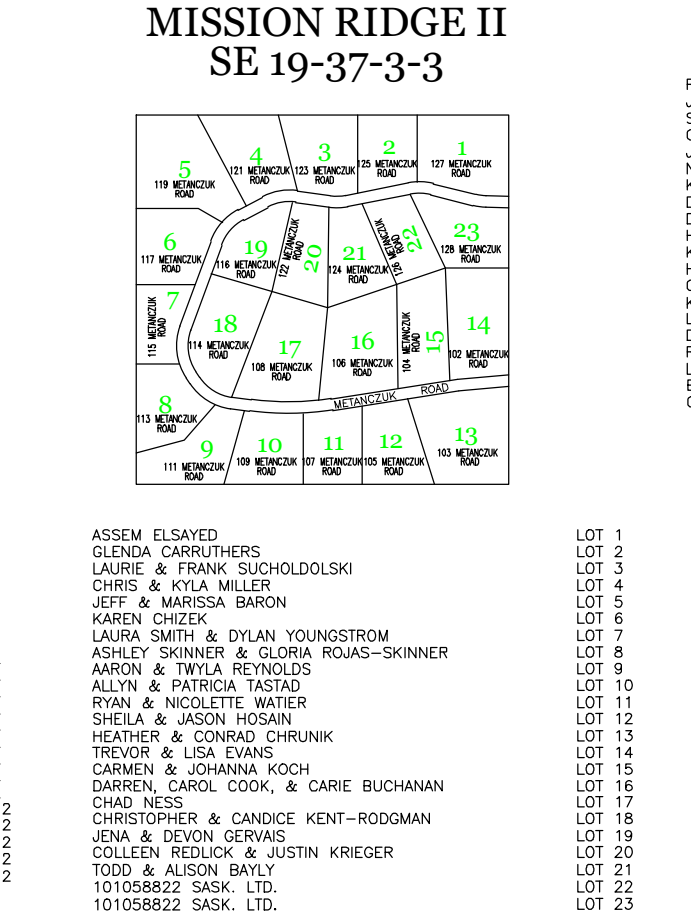 MISSION RIDGE II
SE 19-37-3-3
5
119 METANCZUK
ROAD
4
121 METANCZUK
ROAD
3
123 METANCZUK
ROAD
2
125 METANCZUK
ROAD
1
127 METANCZUK
ROAD
6
117 METANCZUK
ROAD
19
116 METANCZUK
ROAD
20
122 METANCZUK
ROAD
21
124 METANCZUK
ROAD
22
126 METANCZUK
ROAD
23
128 METANCZUK
ROAD
7
115 METANCZUK
ROAD
18
114 METANCZUK
ROAD
17
108 METANCZUK
ROAD
16
106 METANCZUK
ROAD
15
104 METANCZUK
ROAD
14
102 METANCZUK
ROAD
METANCZUK ROAD
8
113 METANCZUK
ROAD
9
111 METANCZUK
ROAD
10
109 METANCZUK
ROAD
11
107 METANCZUK
ROAD
12
105 METANCZUK
ROAD
13
103 METANCZUK
ROAD
ASSEM ELSAYED LOT 1
GLENDA CARRUTHERS LOT 2
LAURIE & FRANK SUCHOLDOLSKI LOT 3
CHRIS & KYLA MILLER LOT 4
JEFF & MARISSA BARON LOT 5
KAREN CHIZEK LOT 6
LAURA SMITH & DYLAN YOUNGSTROM LOT 7
ASHLEY SKINNER & GLORIA ROJAS-SKINNER LOT 8
AARON & TWYLA REYNOLDS LOT 9
ALLYN & PATRICIA TASTAD LOT 10
RYAN & NICOLETTE WATIER LOT 11
SHEILA & JASON HOSAIN LOT 12
HEATHER & CONRAD CHRUNIK LOT 13
TREVOR & LISA EVANS LOT 14
CARMEN & JOHANNA KOCH LOT 15
DARREN, CAROL COOK, & CARIE BUCHANAN LOT 16
CHAD NESS LOT 17
CHRISTOPHER & CANDICE KENT-RODGMAN LOT 18
JENA & DEVON GERVAIS LOT 19
COLLEEN REDLICK & JUSTIN KRIEGER LOT 20
TODD & ALISON BAYLY LOT 21
101058822 SASK. LTD. LOT 22
101058822 SASK. LTD. LOT 23
2
2
2
2
2